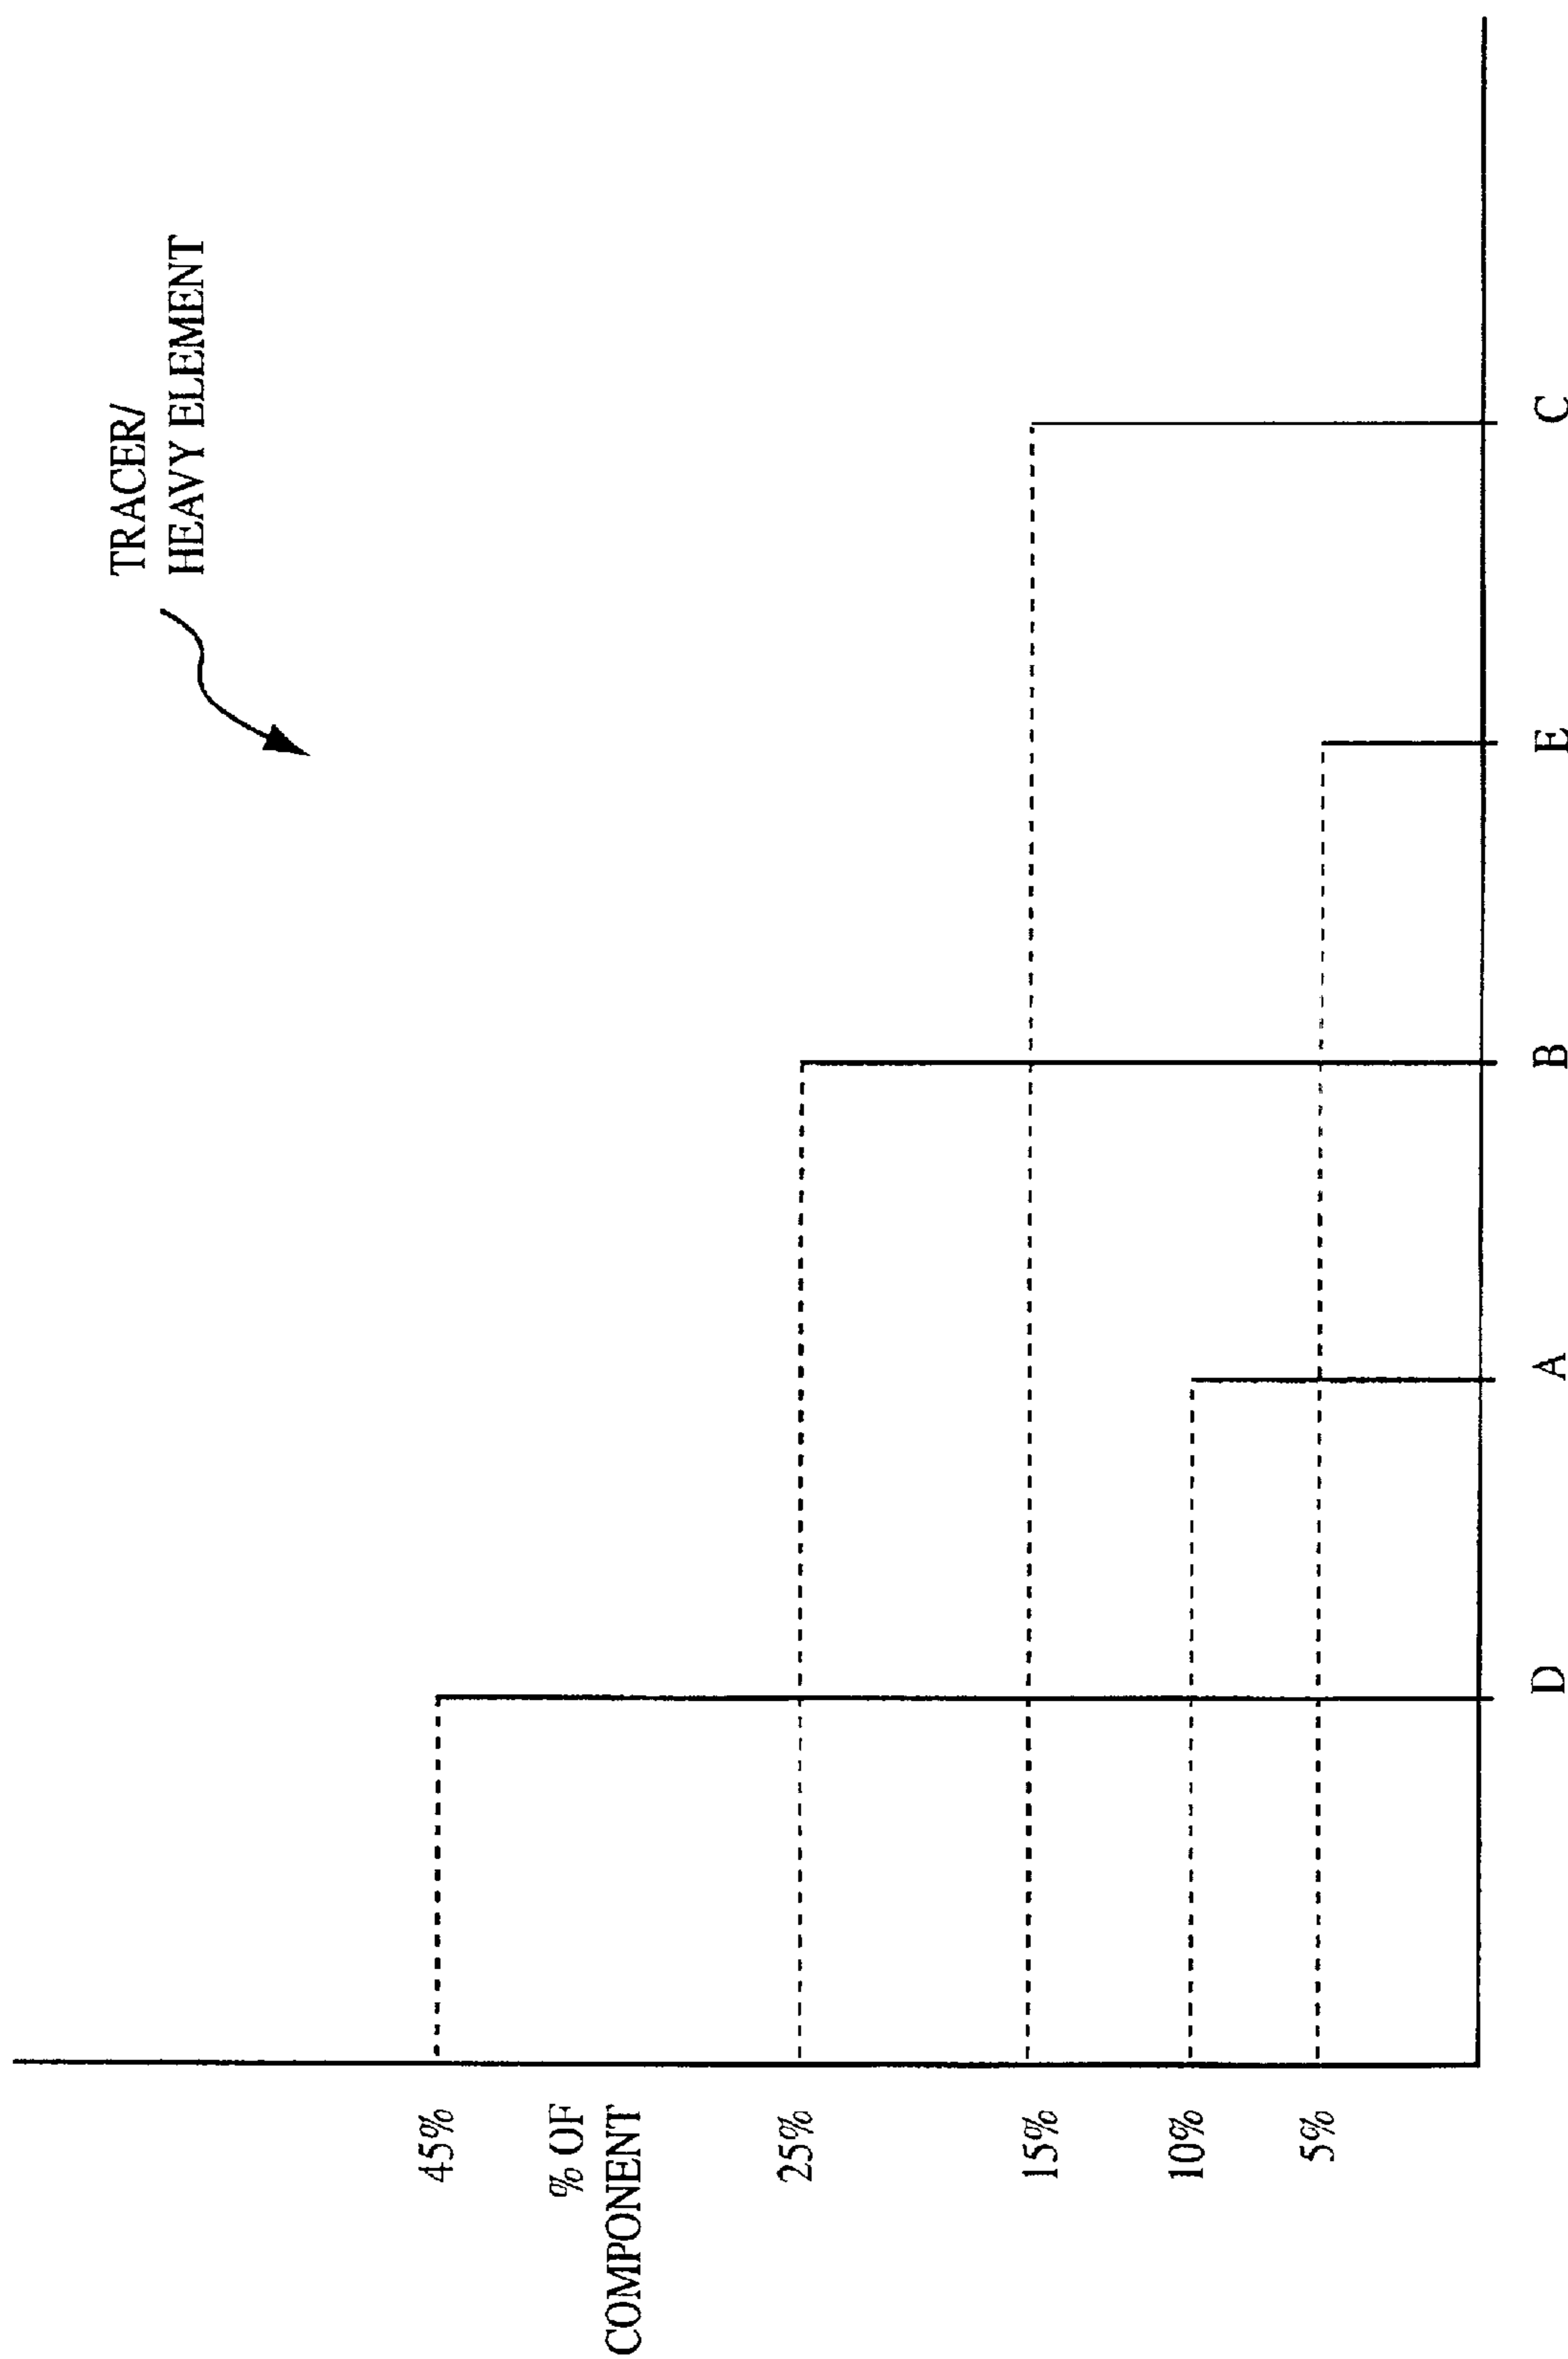 TRACER/
HEAVY ELEMENT
45%
% OF
COMPONENT
25%
15%
10%
5%
D
A
B
E
C